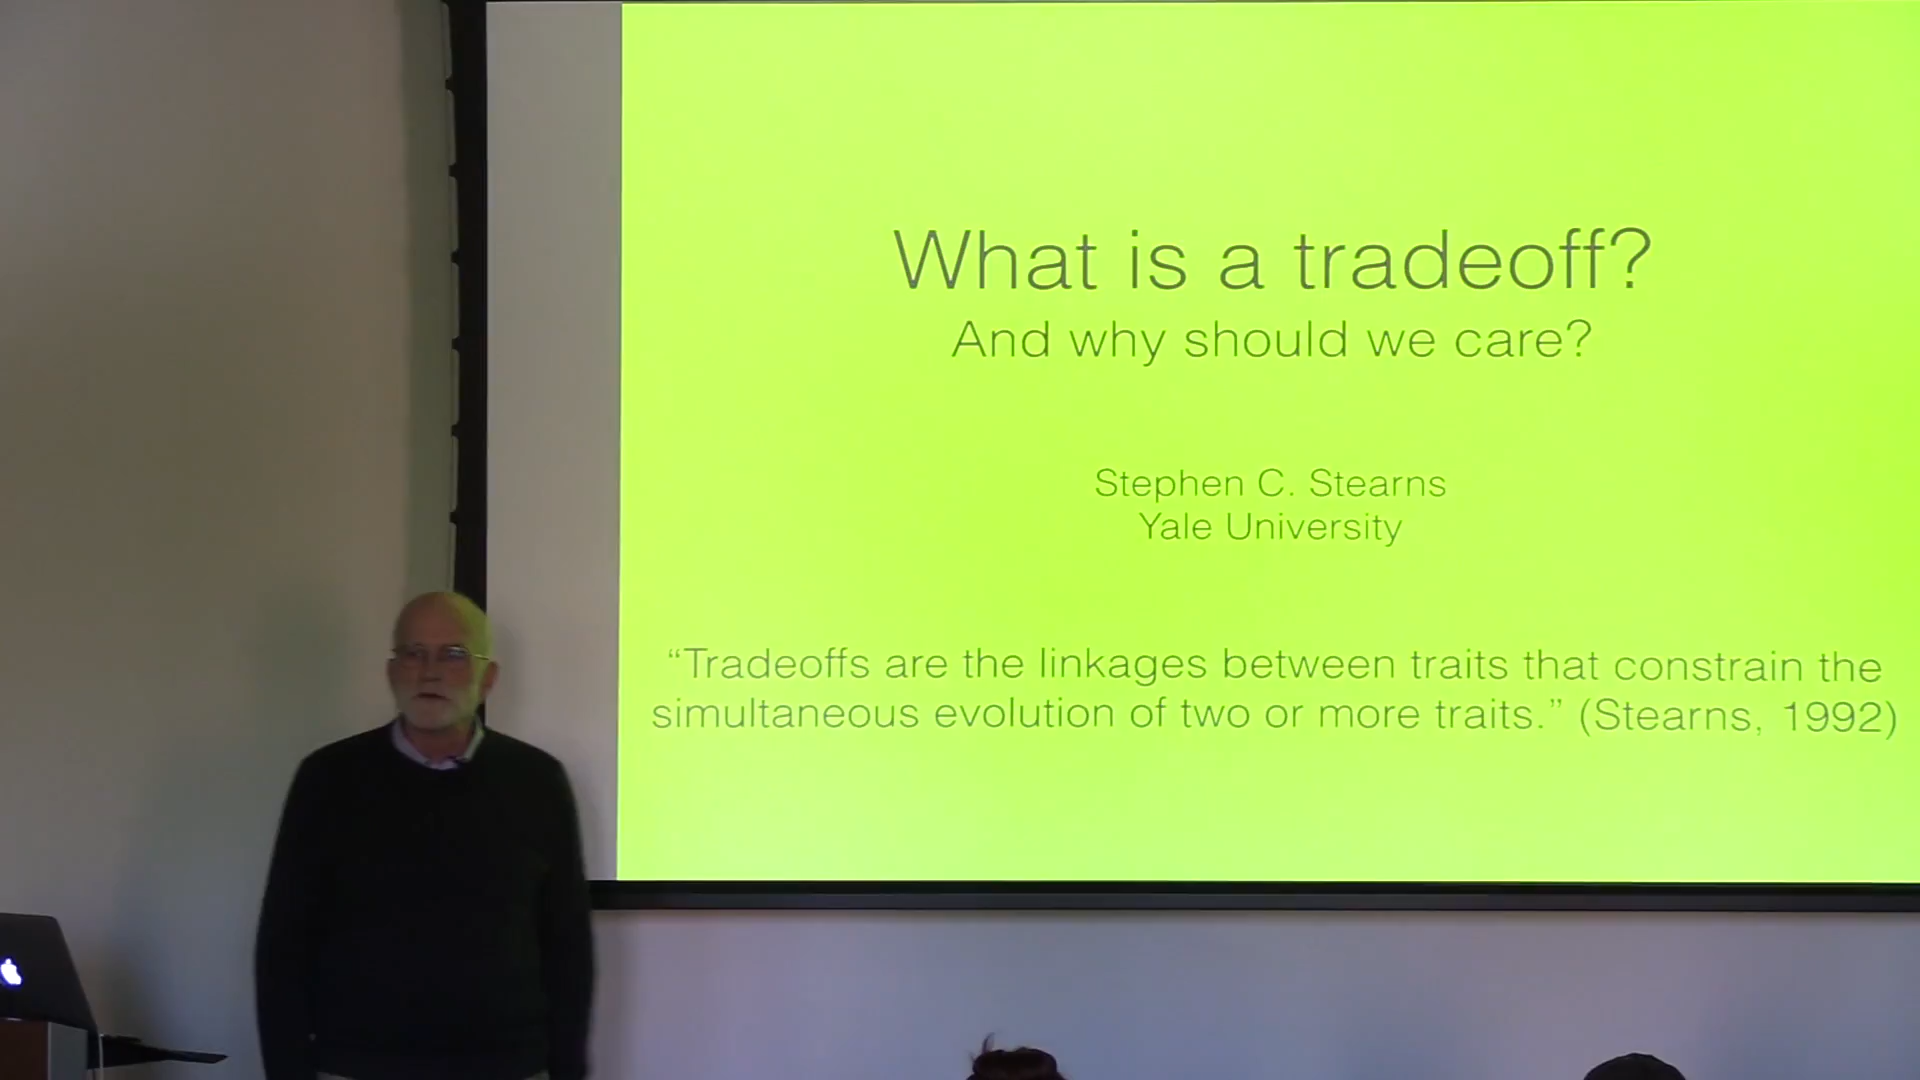 What is a tradeoff?
And why should we care?
Stephen C. Stearns
Yale University
“Tradeoffs are the linkages between traits that constrain the
simultaneous evolution of two or more traits.” (Stearns, 1992)